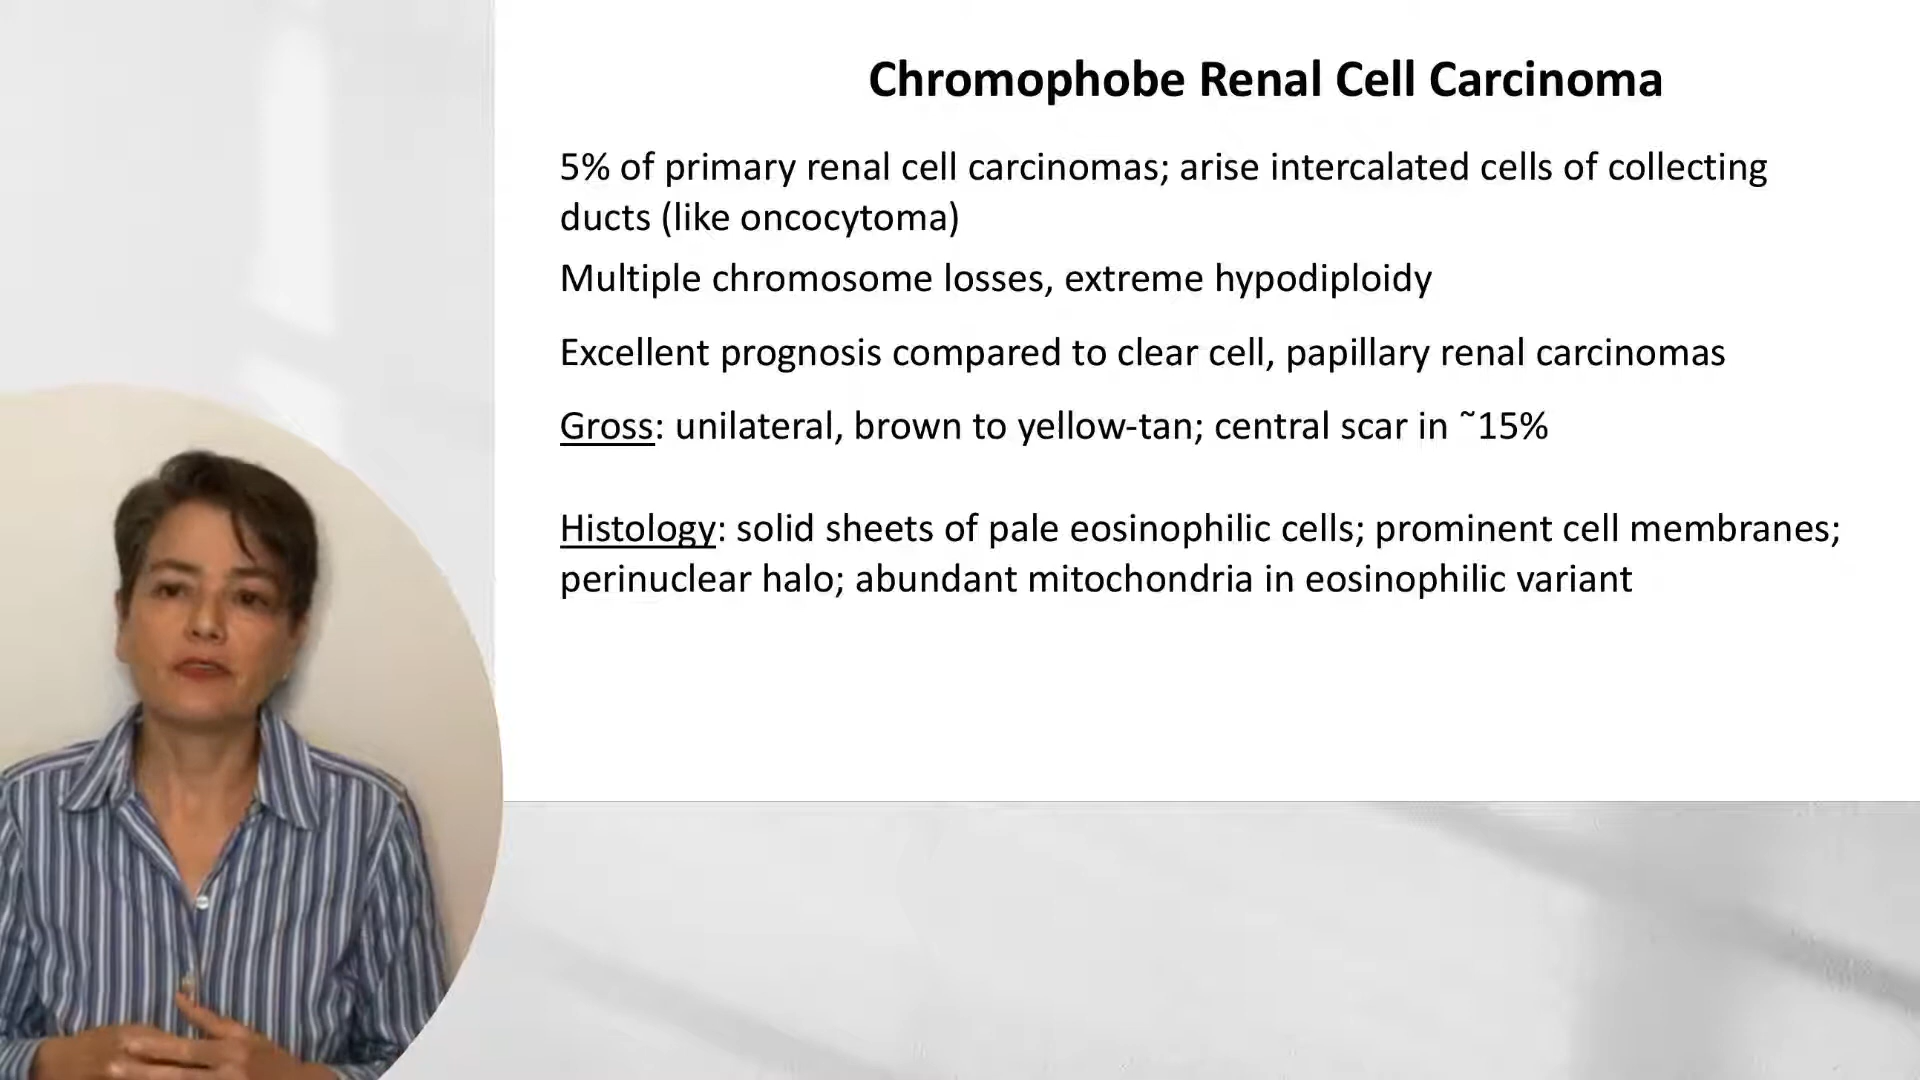 Chromophobe Renal Cell Carcinoma
5% of primary renal cell carcinomas; arise intercalated cells of collecting
ducts (like oncocytoma)
Multiple chromosome losses, extreme hypodiploidy
Excellent prognosis compared to clear cell, papillary renal carcinomas
Gross: unilateral, brown to yellow-tan; central scar in ~15%
Histology: solid sheets of pale eosinophilic cells; prominent cell membranes;
perinuclear halo; abundant mitochondria in eosinophilic variant